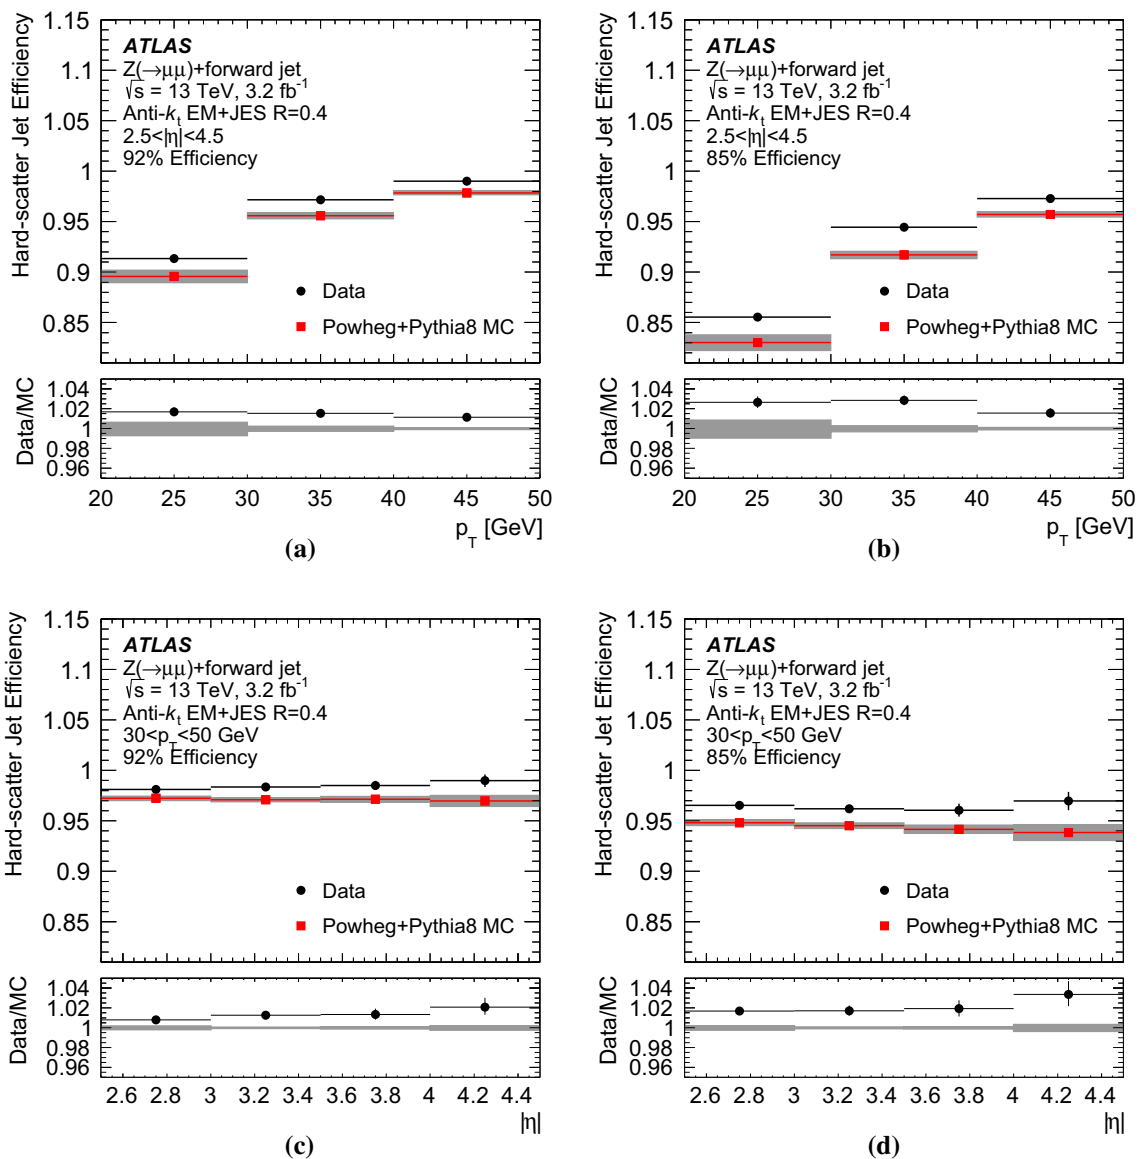 Hard-scatter Jet Efficiency
1.15
1.1
1.05
1
0.95
0.9
0.85
ATLAS
Z(→μμ)+forward jet
√s = 13 TeV, 3.2 fb⁻¹
Anti-kₜ EM+JES R=0.4
2.5<|η|<4.5
92% Efficiency
Data
Powheg+Pythia8 MC
Data/MC
1.04
1.02
1
0.98
0.96
20 25 30 35 40 45 50
p_T [GeV]
(a)
Hard-scatter Jet Efficiency
1.15
1.1
1.05
1
0.95
0.9
0.85
ATLAS
Z(→μμ)+forward jet
√s = 13 TeV, 3.2 fb⁻¹
Anti-kₜ EM+JES R=0.4
2.5<|η|<4.5
85% Efficiency
Data
Powheg+Pythia8 MC
Data/MC
1.04
1.02
1
0.98
0.96
20 25 30 35 40 45 50
p_T [GeV]
(b)
Hard-scatter Jet Efficiency
1.15
1.1
1.05
1
0.95
0.9
0.85
ATLAS
Z(→μμ)+forward jet
√s = 13 TeV, 3.2 fb⁻¹
Anti-kₜ EM+JES R=0.4
30<p_T<50 GeV
92% Efficiency
Data
Powheg+Pythia8 MC
Data/MC
1.04
1.02
1
0.98
0.96
2.6 2.8 3 3.2 3.4 3.6 3.8 4 4.2 4.4
|η|
(c)
Hard-scatter Jet Efficiency
1.15
1.1
1.05
1
0.95
0.9
0.85
ATLAS
Z(→μμ)+forward jet
√s = 13 TeV, 3.2 fb⁻¹
Anti-kₜ EM+JES R=0.4
30<p_T<50 GeV
85% Efficiency
Data
Powheg+Pythia8 MC
Data/MC
1.04
1.02
1
0.98
0.96
2.6 2.8 3 3.2 3.4 3.6 3.8 4 4.2 4.4
|η|
(d)